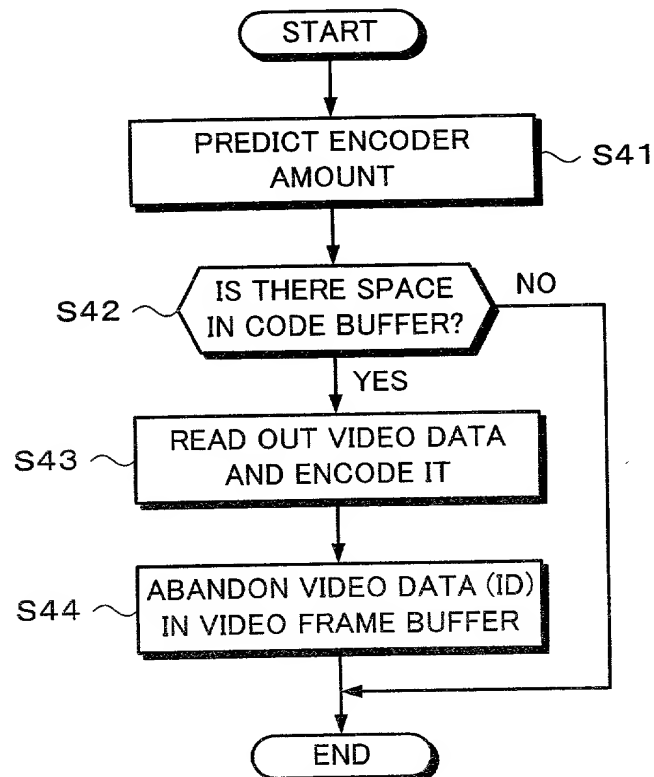 START
PREDICT ENCODER
AMOUNT
S41
IS THERE SPACE
IN CODE BUFFER?
S42
NO
YES
READ OUT VIDEO DATA
AND ENCODE IT
S43
ABANDON VIDEO DATA (ID)
IN VIDEO FRAME BUFFER
S44
END